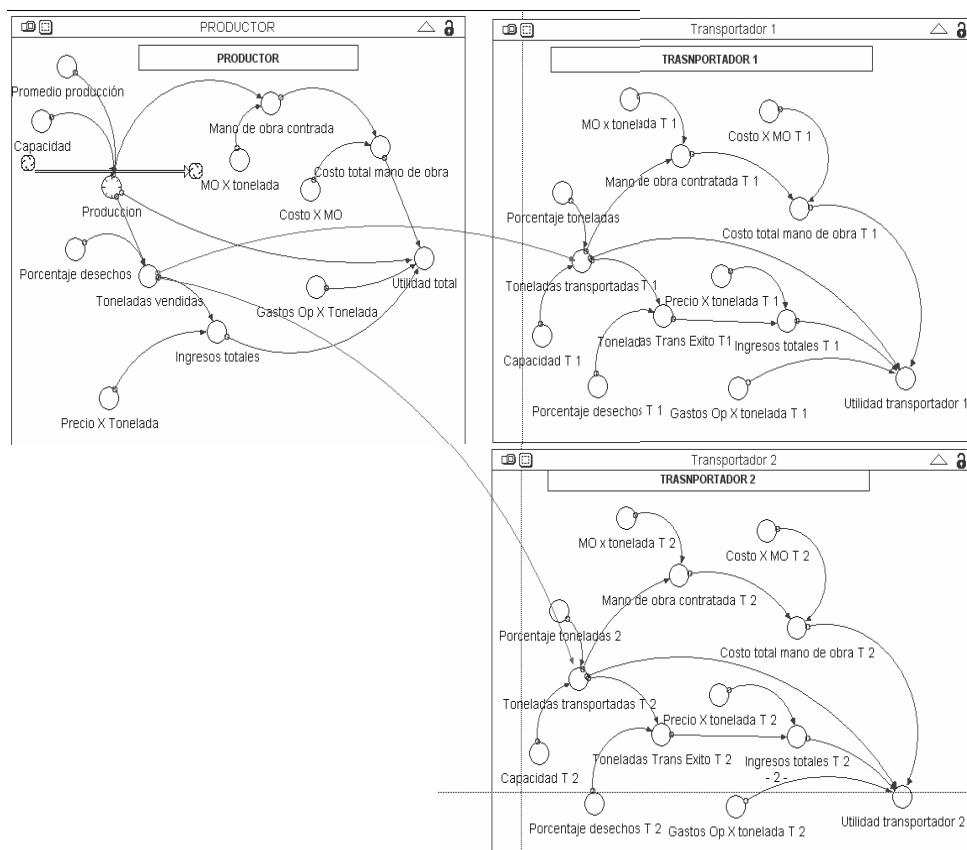 PRODUCTOR
PRODUCTOR
Promedio producción
Capacidad
Mano de obra contrada
MO X tonelada
Costo total mano de obra
Costo X MO
Produccion
Porcentaje desechos
Toneladas vendidas
Utilidad total
Gastos Op X Tonelada
Ingresos totales
Precio X Tonelada
Transportador 1
TRASNPORTADOR 1
MO x tonelada T 1
Costo X MO T 1
Mano de obra contratada T 1
Porcentaje toneladas
Costo total mano de obra T 1
Toneladas transportadas T 1
Precio X tonelada T 1
Capacidad T 1
Toneladas Trans Exito T1
Ingresos totales T 1
Porcentaje desechos T 1
Gastos Op X tonelada T 1
Utilidad transportador 1
Transportador 2
TRASNPORTADOR 2
MO x tonelada T 2
Costo X MO T 2
Mano de obra contratada T 2
Porcentaje toneladas 2
Costo total mano de obra T 2
Toneladas transportadas T 2
Precio X tonelada T 2
Capacidad T 2
Toneladas Trans Exito T 2
Ingresos totales T 2
- 2 -
Porcentaje desechos T 2
Gastos Op X tonelada T 2
Utilidad transportador 2